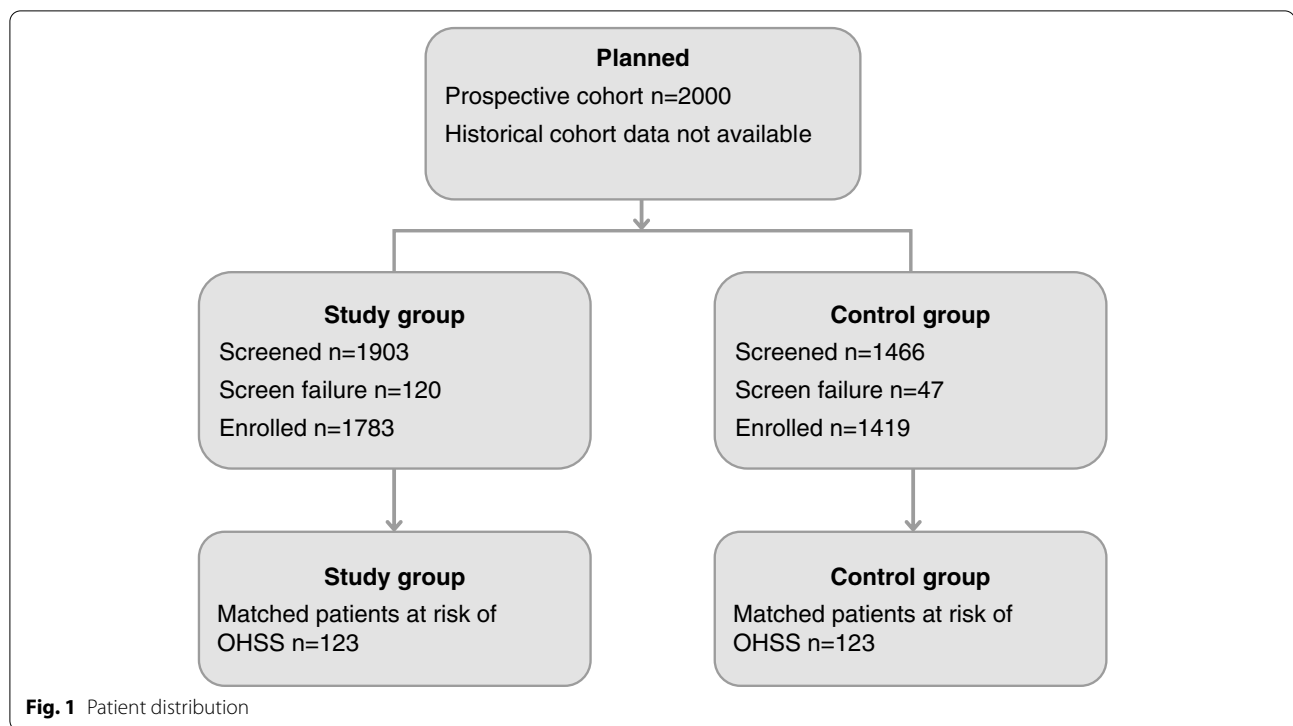 Planned
Prospective cohort n=2000
Historical cohort data not available
Study group
Screened n=1903
Screen failure n=120
Enrolled n=1783
Control group
Screened n=1466
Screen failure n=47
Enrolled n=1419
Study group
Matched patients at risk of
OHSS n=123
Control group
Matched patients at risk of
OHSS n=123
Fig. 1 Patient distribution